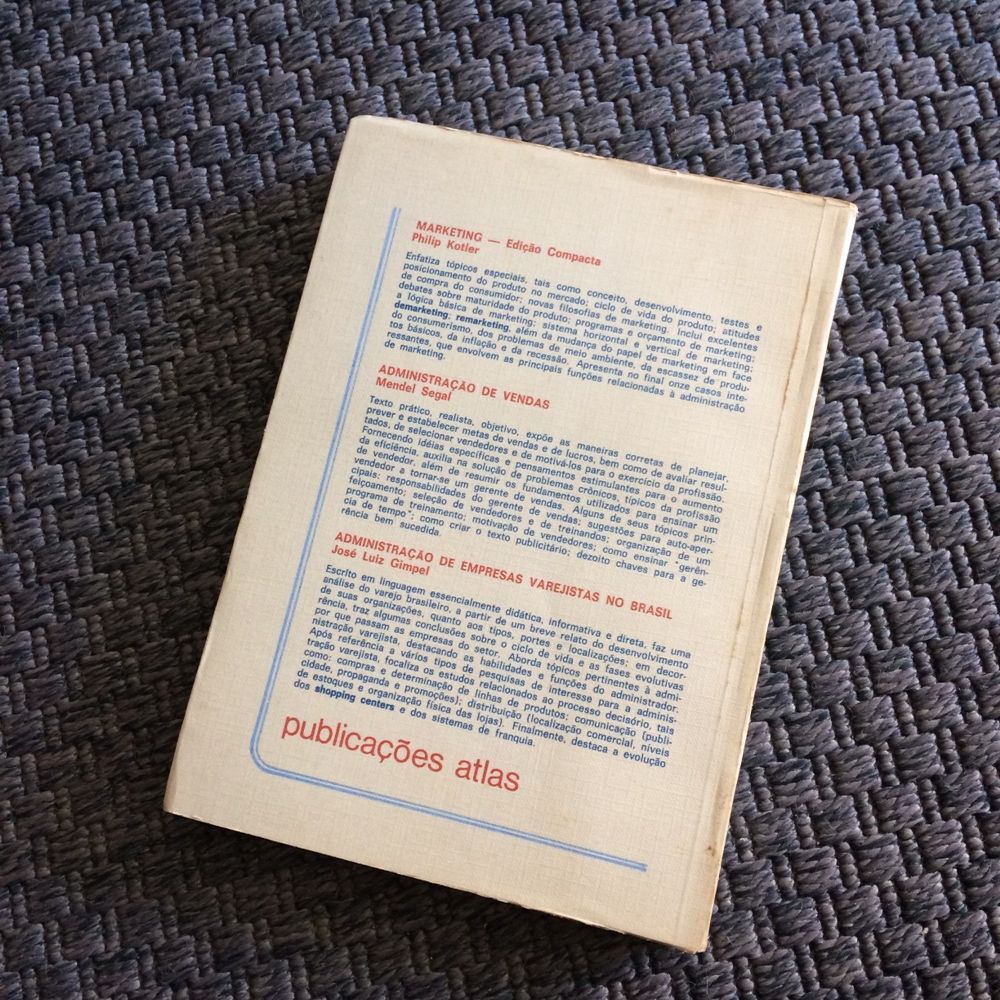 MARKETING — Edição Compacta
Philip Kotler
Enfatiza tópicos especiais, tais como conceito, desenvolvimento, testes e
posicionamento do produto no mercado; ciclo de vida do produto; atitudes
de compra do consumidor; novas filosofias de marketing. Inclui excelentes
debates sobre maturidade do produto; programas e orçamento de marketing;
a lógica básica de marketing; sistema horizontal e vertical de marketing;
demarketing; remarketing, além da mudança do papel de marketing em face
do consumerismo, dos problemas de meio ambiente, da escassez de produ-
tos básicos, da inflação e da recessão. Apresenta no final onze casos inte-
ressantes, que envolvem as principais funções relacionadas à administração
de marketing.
ADMINISTRAÇÃO DE VENDAS
Mendel Segal
Texto prático, realista, objetivo, expõe as maneiras corretas de planejar,
prever e estabelecer metas de vendas e de lucros, bem como de avaliar resul-
tados, de selecionar vendedores e de motivá-los para o exercício da profissão.
Fornecendo idéias específicas e pensamentos estimulantes para o aumento
da eficiência, auxilia na solução de problemas crônicos, típicos da profissão
de vendedor, além de resumir os fundamentos utilizados para ensinar um
vendedor a tornar-se um gerente de vendas. Alguns de seus tópicos prin-
cipais: responsabilidades do gerente de vendas; sugestões para auto-aper-
feiçoamento; seleção de vendedores e de treinandos; organização de um
programa de treinamento; motivação de vendedores; como ensinar "gerên-
cia de tempo"; como criar o texto publicitário; dezoito chaves para a ge-
rência bem sucedida.
ADMINISTRAÇÃO DE EMPRESAS VAREJISTAS NO BRASIL
José Luiz Gimpel
Escrito em linguagem essencialmente didática, informativa e direta, faz uma
análise do varejo brasileiro, a partir de um breve relato do desenvolvimento
de suas organizações, quanto aos tipos, portes e localizações; em decor-
rência, traz algumas conclusões sobre o ciclo de vida e as fases evolutivas
por que passam as empresas do setor. Aborda tópicos pertinentes à admi-
nistração varejista, destacando as habilidades e funções do administrador.
Após referência a vários tipos de pesquisas de interesse para a adminis-
tração varejista, focaliza os estudos relacionados ao processo decisório, tais
como: compras e determinação de linhas de produtos; comunicação (publi-
cidade, propaganda e promoções); distribuição (localização comercial, níveis
de estoques e organização física das lojas). Finalmente, destaca a evolução
dos shopping centers e dos sistemas de franquia.
publicações atlas